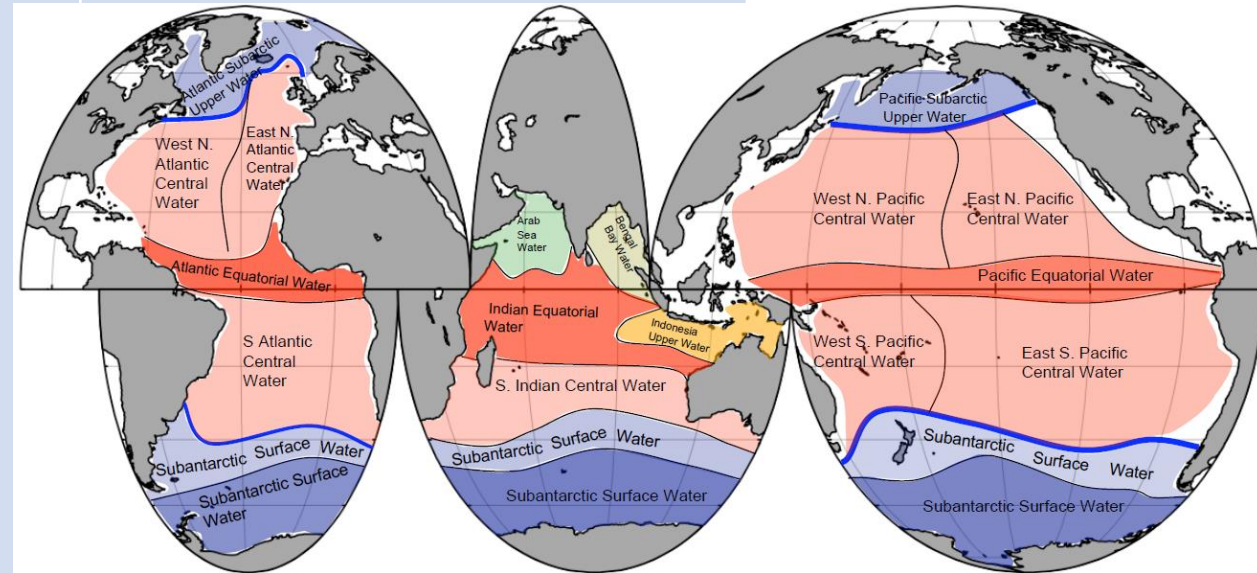 Atlantic Subarctic
Upper Water
West N.
Atlantic
Central
Water
East N.
Atlantic
Central
Water
Atlantic Equatorial Water
S Atlantic
Central
Water
Subantarctic Surface Water
Subantarctic Surface
Water
Arab
Sea
Water
Bengal
Bay Water
Indian Equatorial
Water
Indonesia
Upper Water
S. Indian Central Water
Subantarctic Surface Water
Subantarctic Surface Water
Pacific Subarctic
Upper Water
West N. Pacific
Central Water
East N. Pacific
Central Water
Pacific Equatorial Water
West S. Pacific
Central Water
East S. Pacific
Central Water
Subantarctic Surface Water
Subantarctic Surface Water